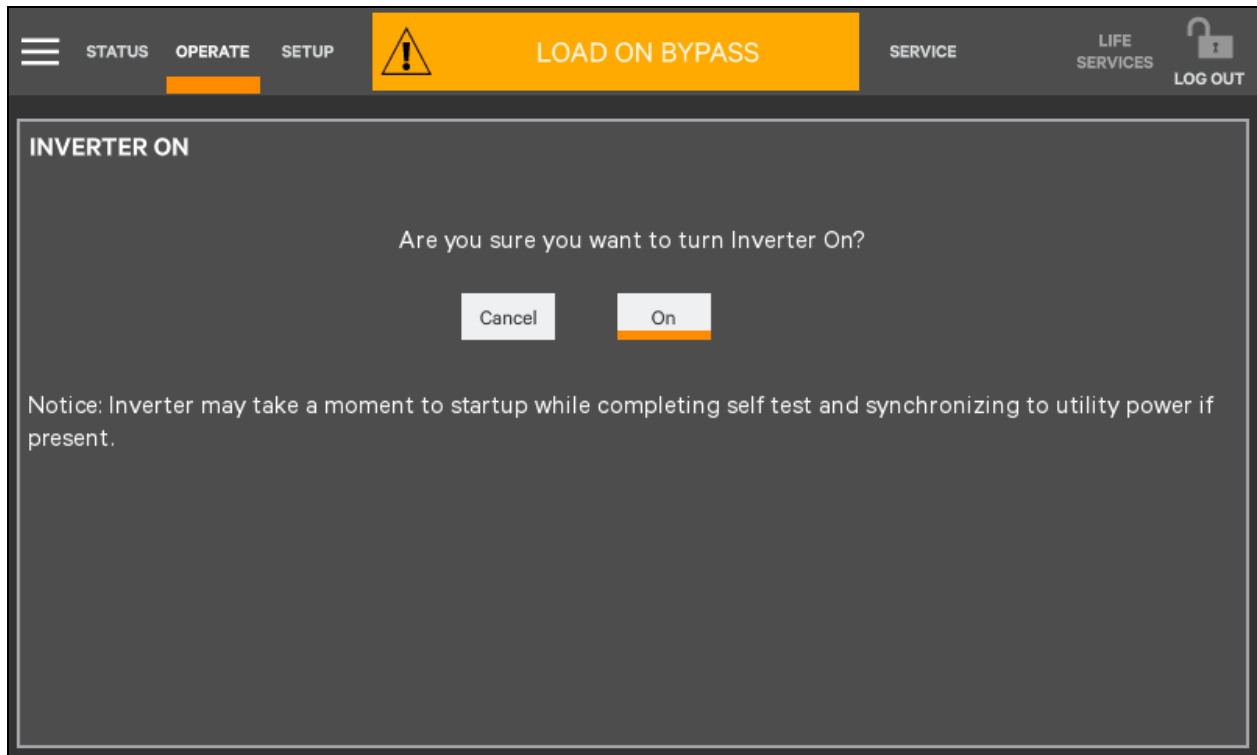 STATUS OPERATE SETUP LOAD ON BYPASS SERVICE LIFE
SERVICES LOG OUT
INVERTER ON
Are you sure you want to turn Inverter On?
Cancel On
Notice: Inverter may take a moment to startup while completing self test and synchronizing to utility power if
present.